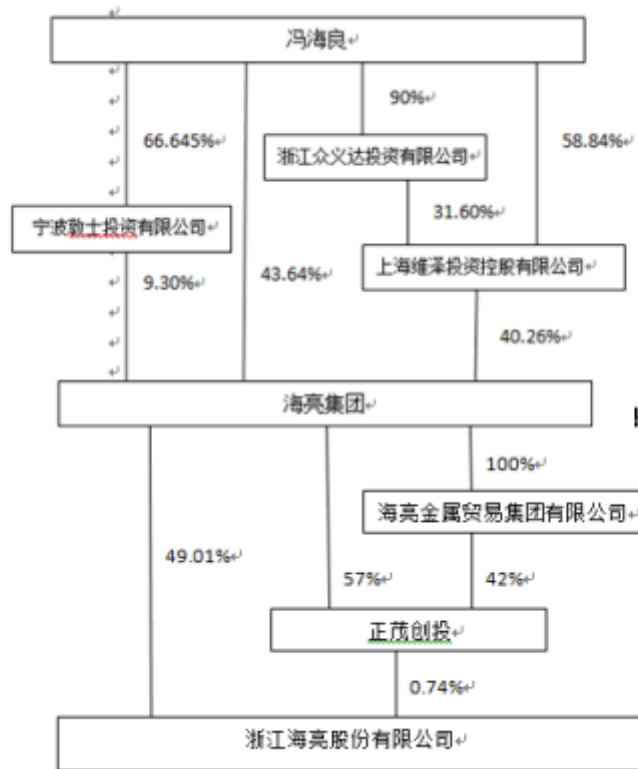 冯海良
90%
66.645%
58.84%
浙江众义达投资有限公司
31.60%
宁波敦士投资有限公司
上海维泽投资控股有限公司
9.30%
43.64%
40.26%
海亮集团
100%
海亮金属贸易集团有限公司
49.01%
57%
42%
正茂创投
0.74%
浙江海亮股份有限公司